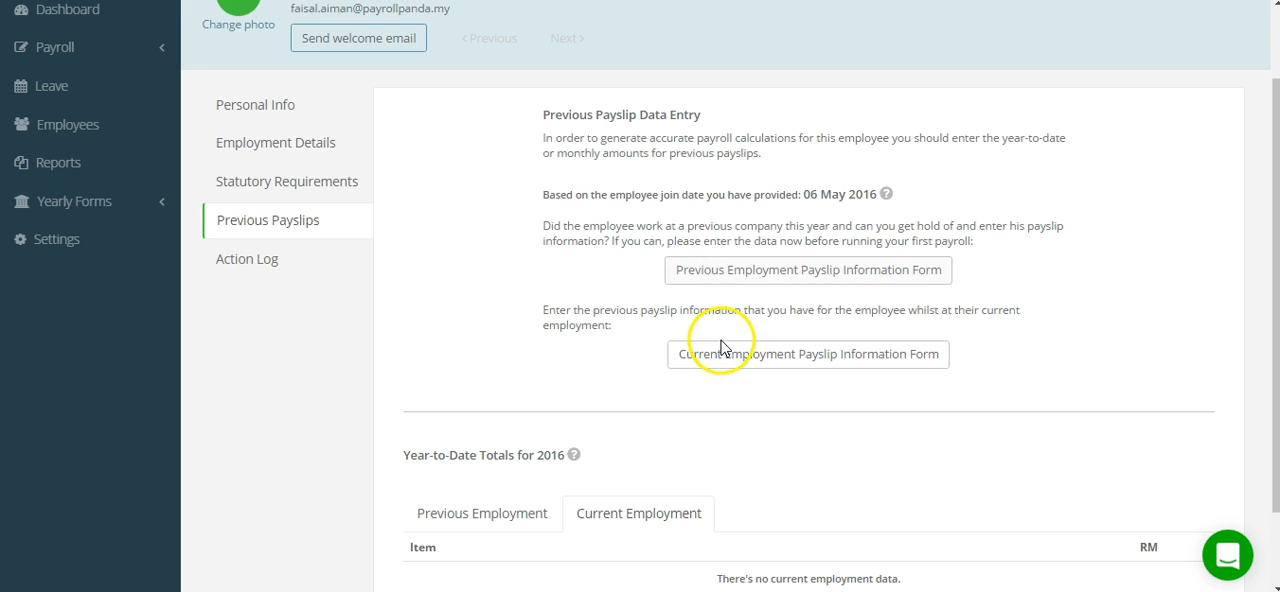 Dashboard
Payroll
Leave
Employees
Reports
Yearly Forms
Settings
faisal.aiman@payrollpanda.my
Change photo
Send welcome email
< Previous
Next >
Personal Info
Employment Details
Statutory Requirements
Previous Payslips
Action Log
Previous Payslip Data Entry
In order to generate accurate payroll calculations for this employee you should enter the year-to-date
or monthly amounts for previous payslips.
Based on the employee join date you have provided: 06 May 2016 ?
Did the employee work at a previous company this year and can you get hold of and enter his payslip
information? If you can, please enter the data now before running your first payroll:
Previous Employment Payslip Information Form
Enter the previous payslip information that you have for the employee whilst at their current
employment:
Current Employment Payslip Information Form
Year-to-Date Totals for 2016 ?
Previous Employment
Current Employment
Item
RM
There's no current employment data.